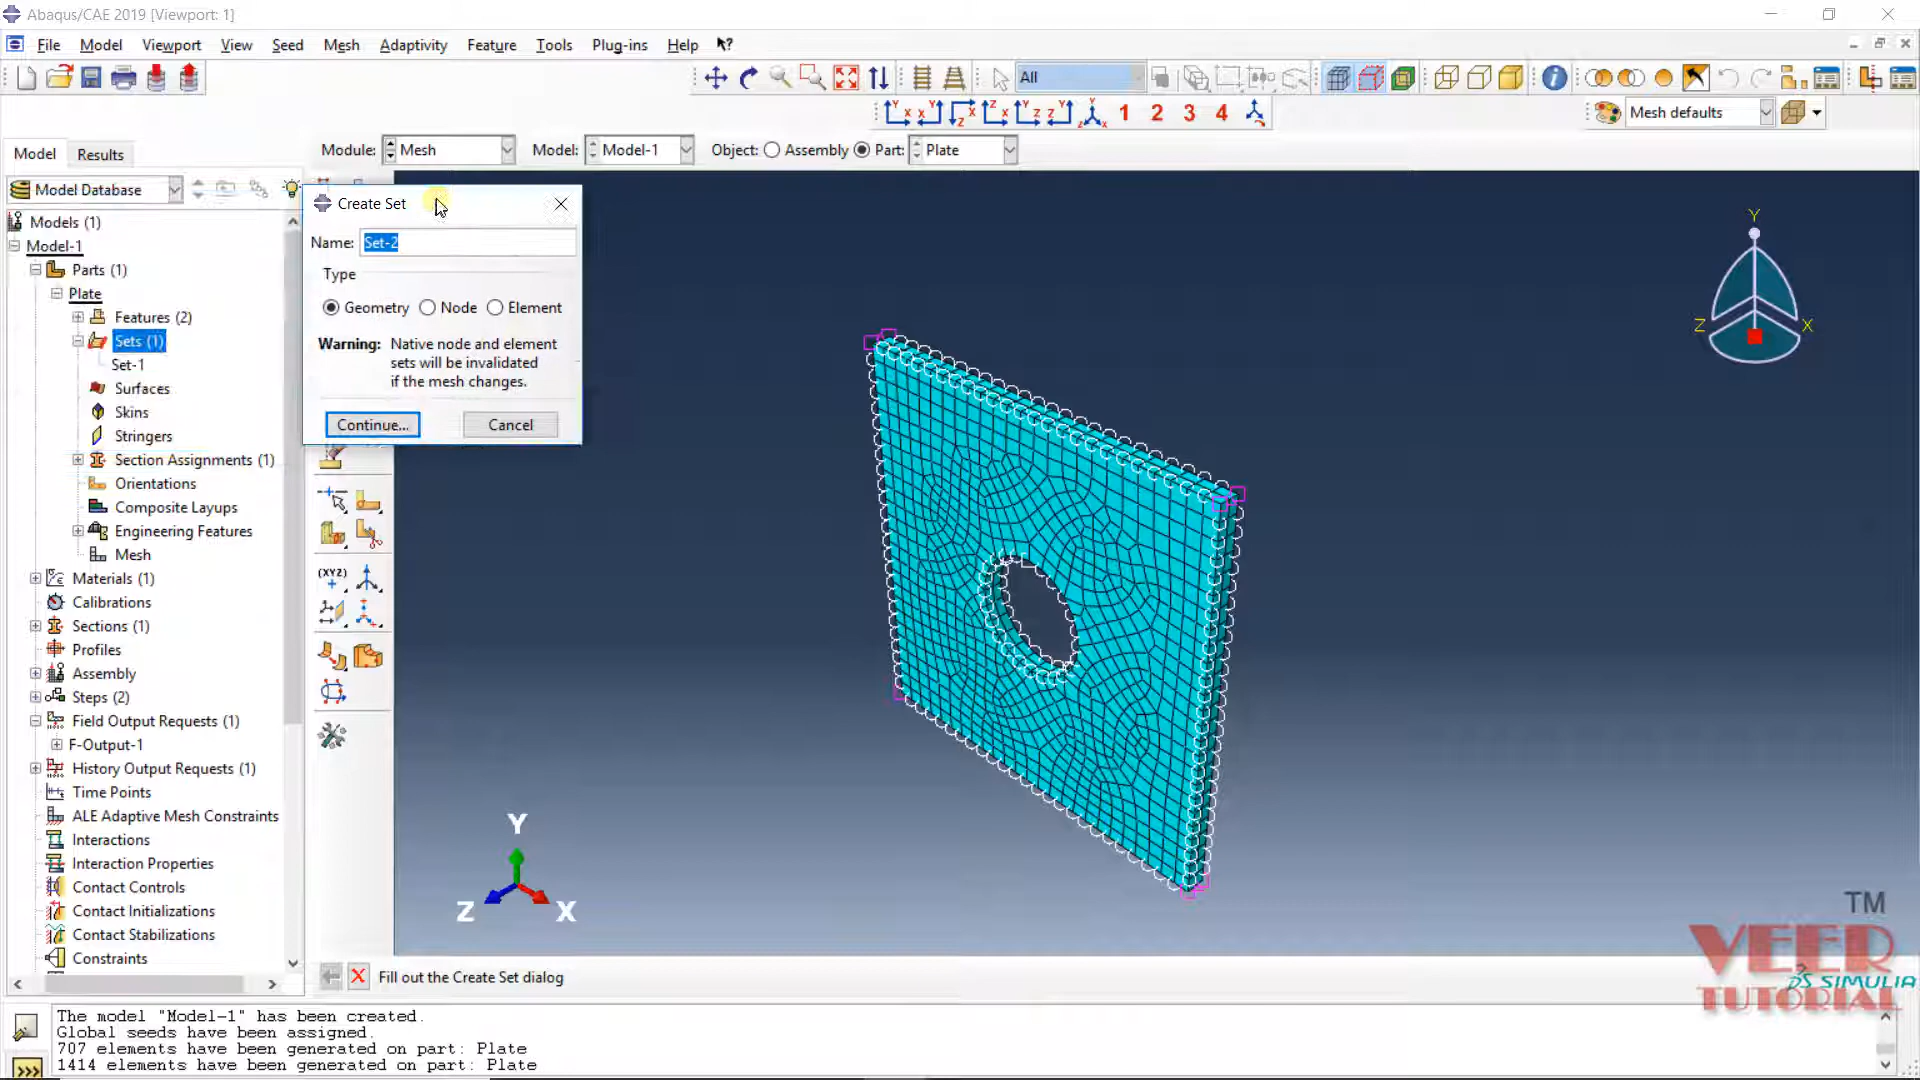 Abaqus/CAE 2019 [Viewport: 1]
File Model Viewport View Seed Mesh Adaptivity Feature Tools Plug-ins Help
All
1 2 3 4
Mesh defaults
Model Results
Module: Mesh Model: Model-1 Object: Assembly Part: Plate
Model Database
Models (1)
Model-1
Parts (1)
Plate
Features (2)
Sets (1)
Set-1
Surfaces
Skins
Stringers
Section Assignments (1)
Orientations
Composite Layups
Engineering Features
Mesh
Materials (1)
Calibrations
Sections (1)
Profiles
Assembly
Steps (2)
Field Output Requests (1)
F-Output-1
History Output Requests (1)
Time Points
ALE Adaptive Mesh Constraints
Interactions
Interaction Properties
Contact Controls
Contact Initializations
Contact Stabilizations
Constraints
Create Set
Name: Set-2
Type
Geometry Node Element
Warning: Native node and element
sets will be invalidated
if the mesh changes.
Continue... Cancel
(XYZ)
Y
Z X
Y
Z X
TM
VEER
SIMULIA
TUTORIAL
Fill out the Create Set dialog
The model "Model-1" has been created.
Global seeds have been assigned.
707 elements have been generated on part: Plate
1414 elements have been generated on part: Plate
>>>